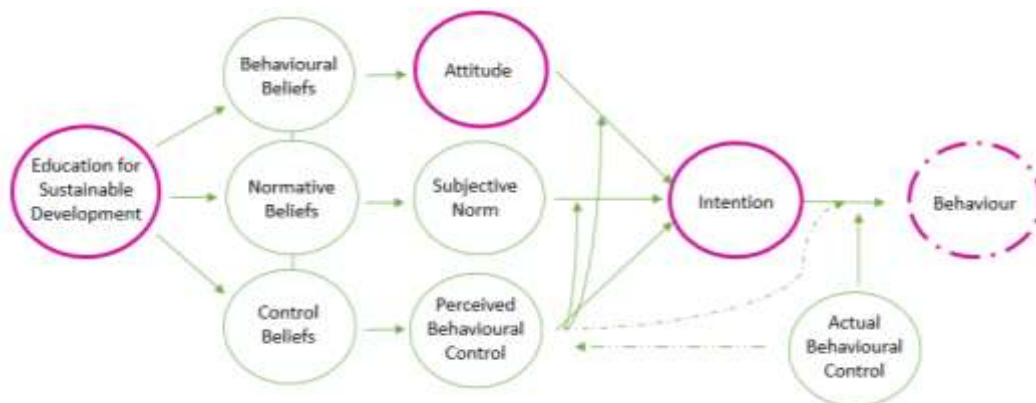 Behavioural
Beliefs
Attitude
Education for
Sustainable
Development
Normative
Beliefs
Subjective
Norm
Intention
Behaviour
Control
Beliefs
Perceived
Behavioural
Control
Actual
Behavioural
Control